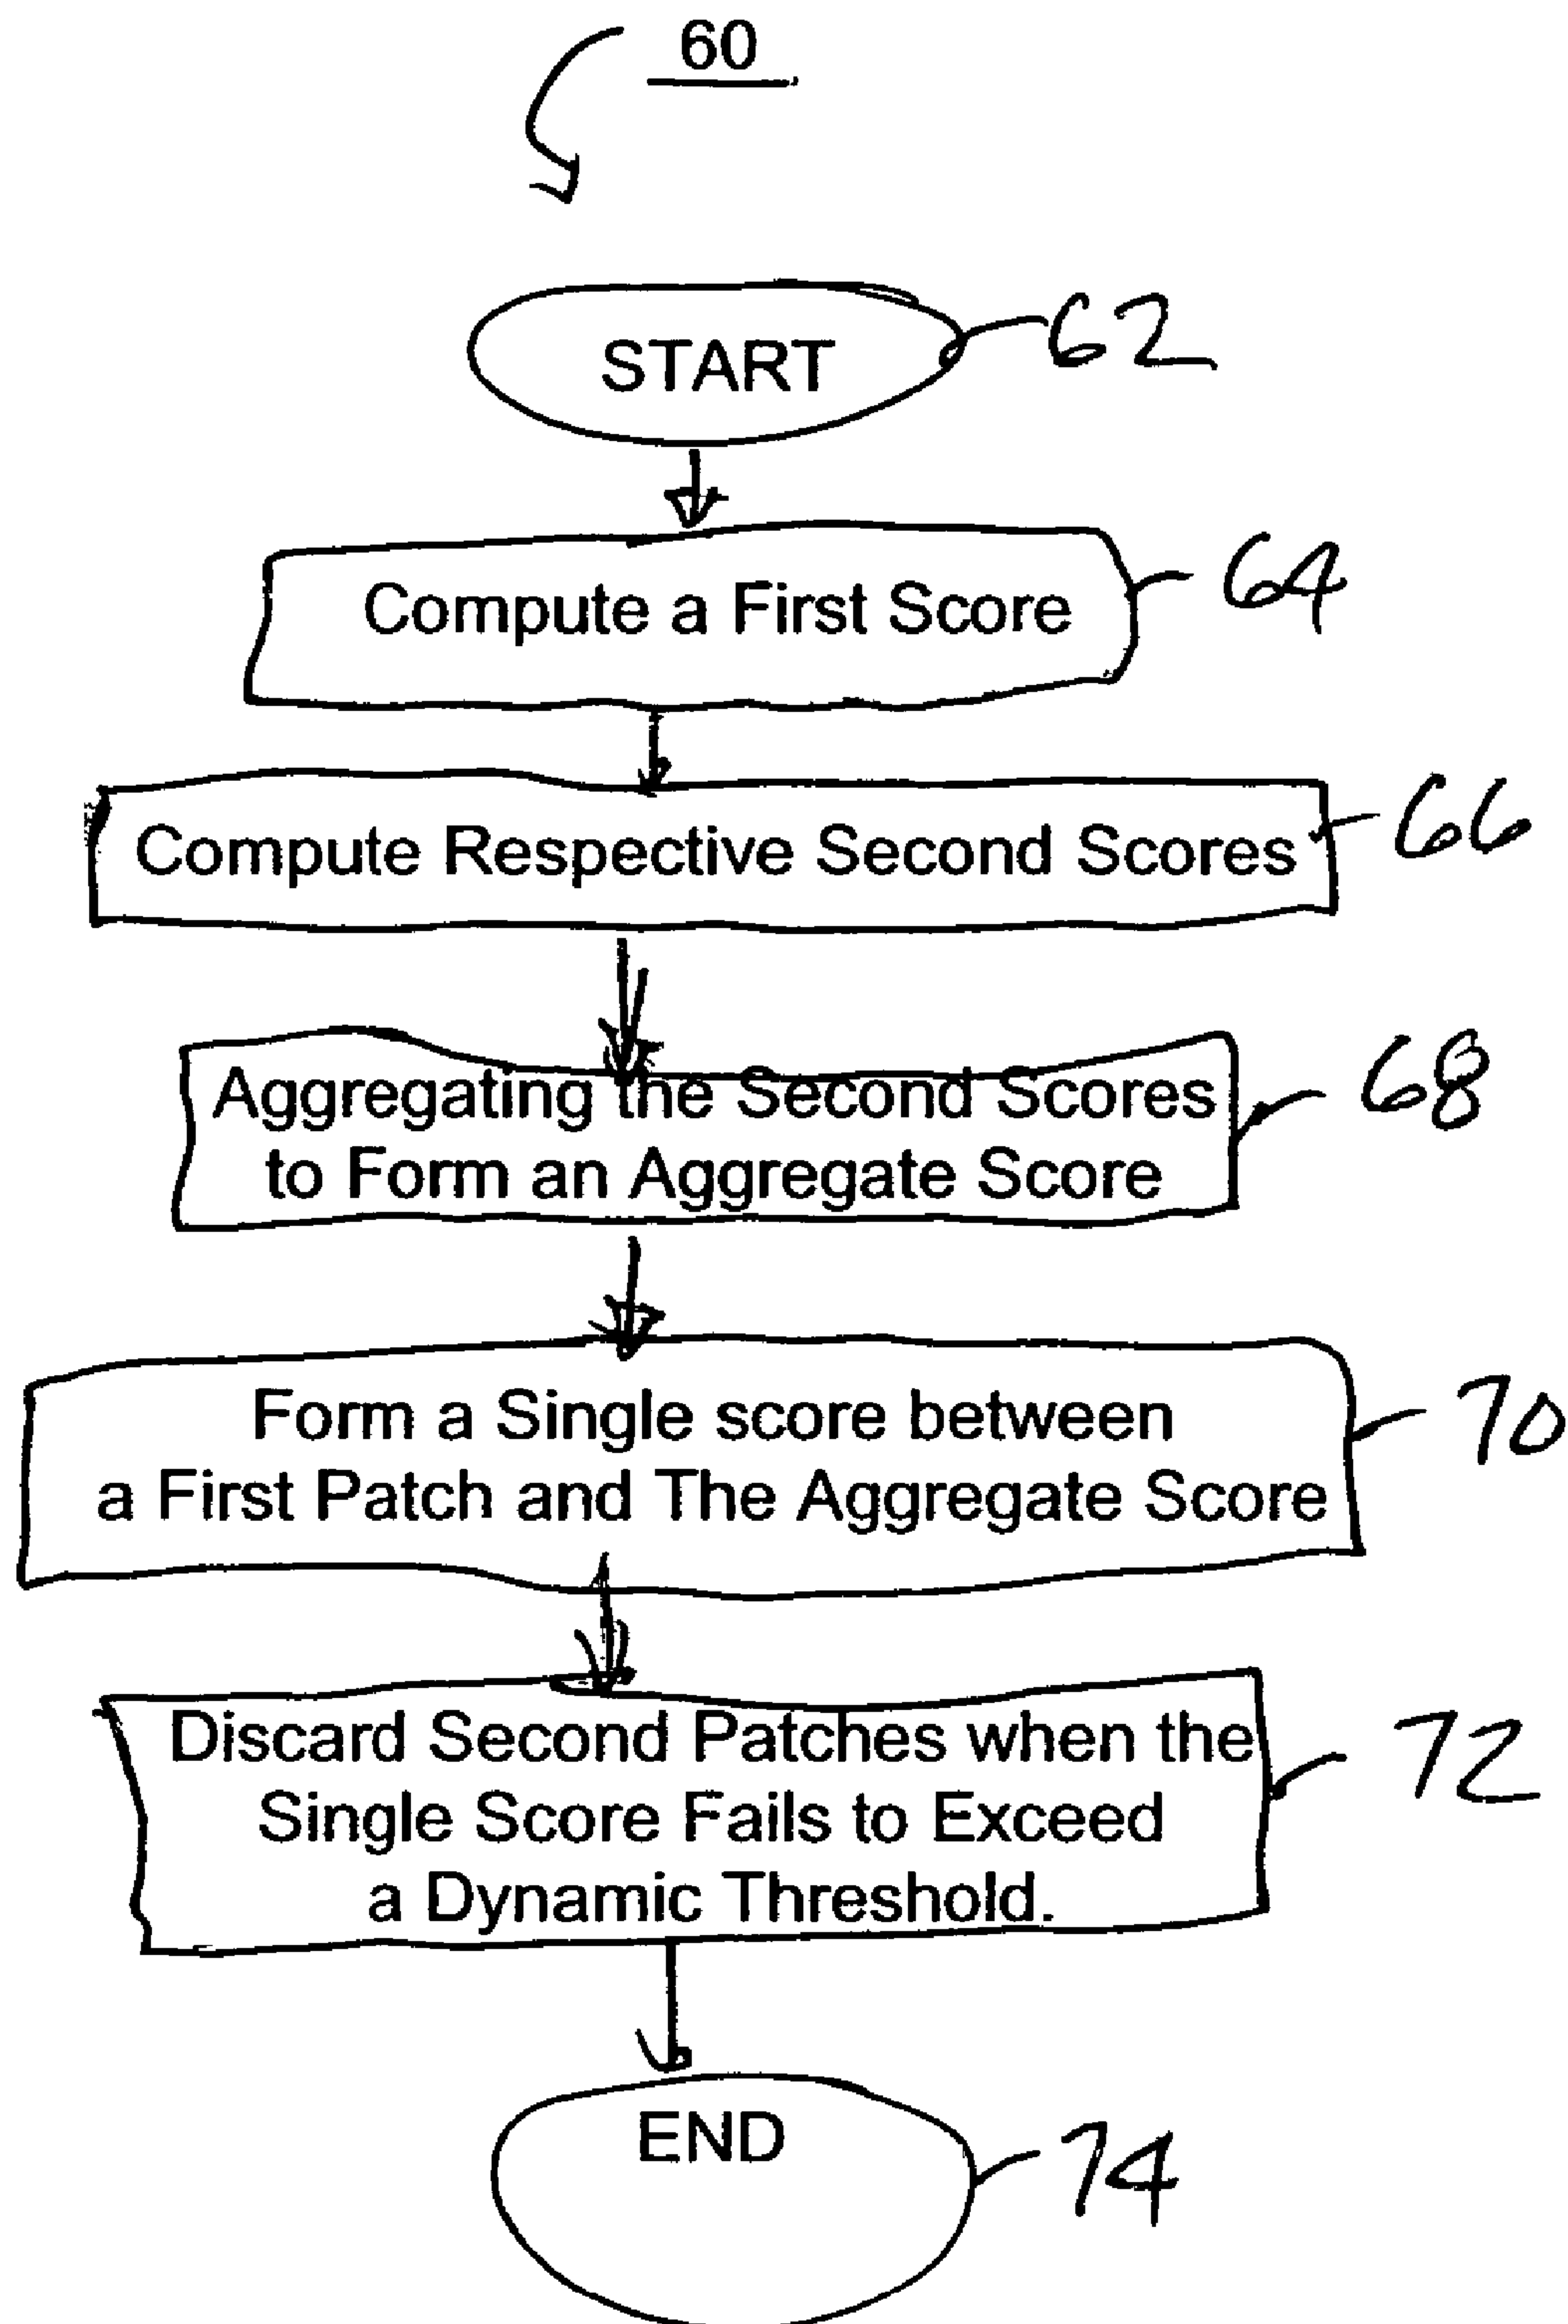 60
START
62
Compute a First Score
64
Compute Respective Second Scores
66
Aggregating the Second Scores
to Form an Aggregate Score
68
Form a Single score between
a First Patch and The Aggregate Score
70
Discard Second Patches when the
Single Score Fails to Exceed
a Dynamic Threshold.
72
END
74